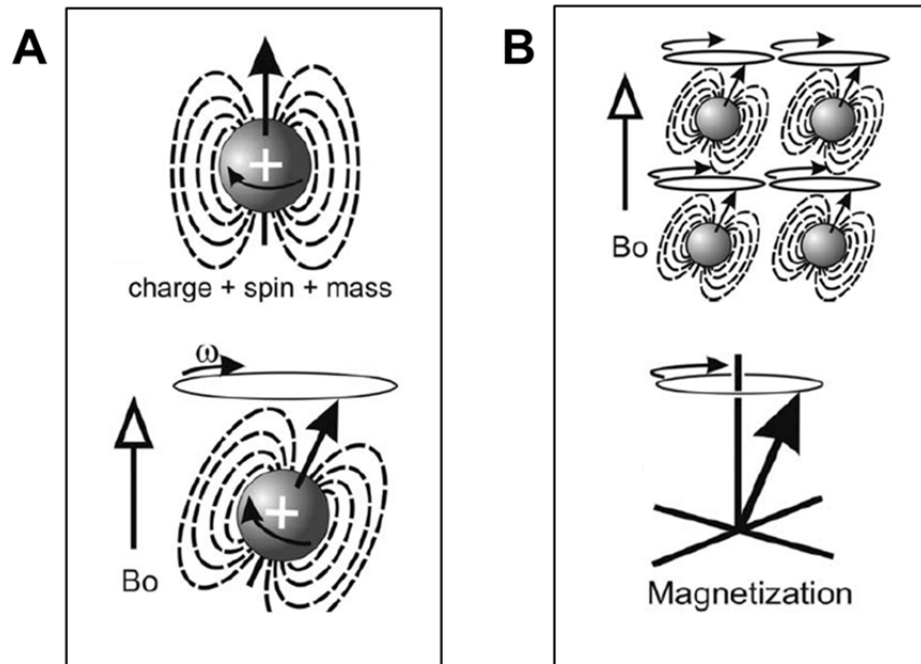 A
+
charge + spin + mass
ω
+
Bo
B
Bo
Magnetization